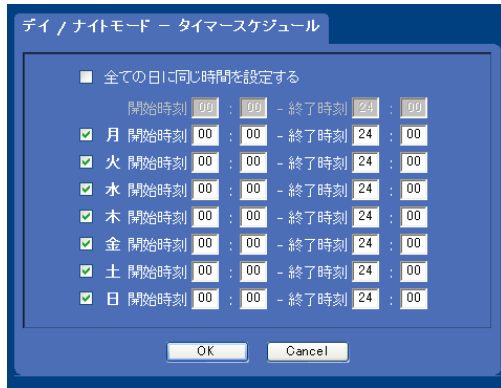 デイ / ナイトモード － タイマースケジュール
全ての日に同じ時間を設定する
開始時刻 00 : 00 - 終了時刻 24 : 00
月 開始時刻 00 : 00 - 終了時刻 24 : 00
火 開始時刻 00 : 00 - 終了時刻 24 : 00
水 開始時刻 00 : 00 - 終了時刻 24 : 00
木 開始時刻 00 : 00 - 終了時刻 24 : 00
金 開始時刻 00 : 00 - 終了時刻 24 : 00
土 開始時刻 00 : 00 - 終了時刻 24 : 00
日 開始時刻 00 : 00 - 終了時刻 24 : 00
OK Cancel